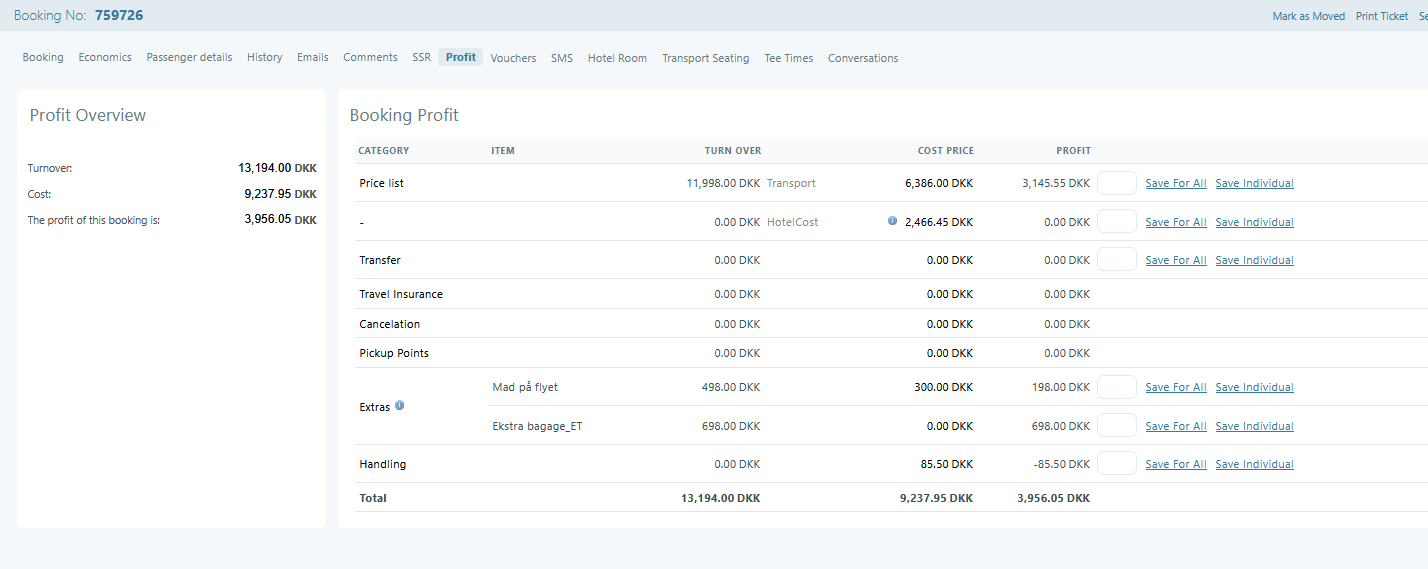 Booking No: 759726
Mark as Moved Print Ticket Se
Booking Economics Passenger details History Emails Comments SSR Profit Vouchers SMS Hotel Room Transport Seating Tee Times Conversations
Profit Overview
Turnover: 13,194.00 DKK
Cost: 9,237.95 DKK
The profit of this booking is: 3,956.05 DKK
Booking Profit
CATEGORY ITEM TURN OVER COST PRICE PROFIT
Price list 11,998.00 DKK Transport 6,386.00 DKK 3,145.55 DKK Save For All Save Individual
- 0.00 DKK HotelCost 2,466.45 DKK 0.00 DKK Save For All Save Individual
Transfer 0.00 DKK 0.00 DKK 0.00 DKK Save For All Save Individual
Travel Insurance 0.00 DKK 0.00 DKK 0.00 DKK
Cancelation 0.00 DKK 0.00 DKK 0.00 DKK
Pickup Points 0.00 DKK 0.00 DKK 0.00 DKK
Extras
Mad på flyet 498.00 DKK 300.00 DKK 198.00 DKK Save For All Save Individual
Ekstra bagage_ET 698.00 DKK 0.00 DKK 698.00 DKK Save For All Save Individual
Handling 0.00 DKK 85.50 DKK -85.50 DKK Save For All Save Individual
Total 13,194.00 DKK 9,237.95 DKK 3,956.05 DKK